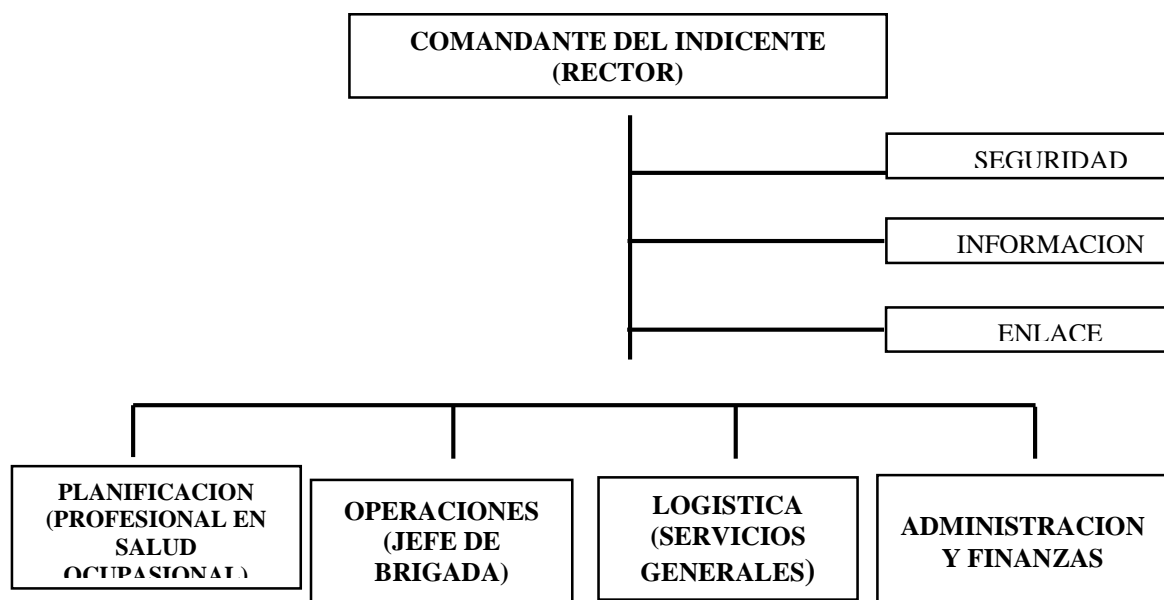 COMANDANTE DEL INDICENTE
(RECTOR)
SEGURIDAD
INFORMACION
ENLACE
PLANIFICACION
(PROFESIONAL EN
SALUD
OCUPASIONAL)
OPERACIONES
(JEFE DE
BRIGADA)
LOGISTICA
(SERVICIOS
GENERALES)
ADMINISTRACION
Y FINANZAS